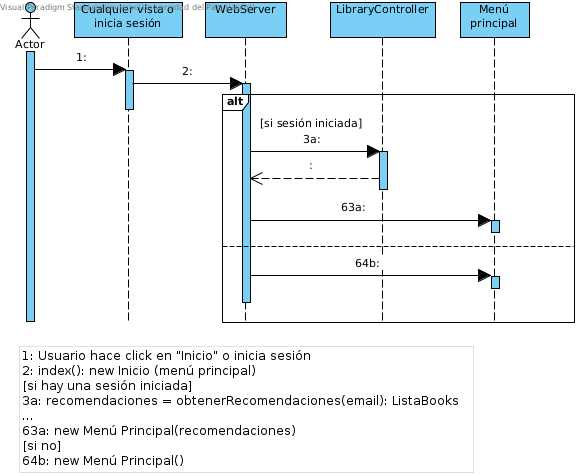 Visual Paradigm
Cualquier vista o
inicia sesión
WebServer
LibraryController
Menú
principal
Actor
1:
2:
alt
[si sesión iniciada]
3a:
:
63a:
64b:
1: Usuario hace click en "Inicio" o inicia sesión
2: index(): new Inicio (menú principal)
[si hay una sesión iniciada]
3a: recomendaciones = obtenerRecomendaciones(email): ListaBooks
...
63a: new Menú Principal(recomendaciones)
[si no]
64b: new Menú Principal()